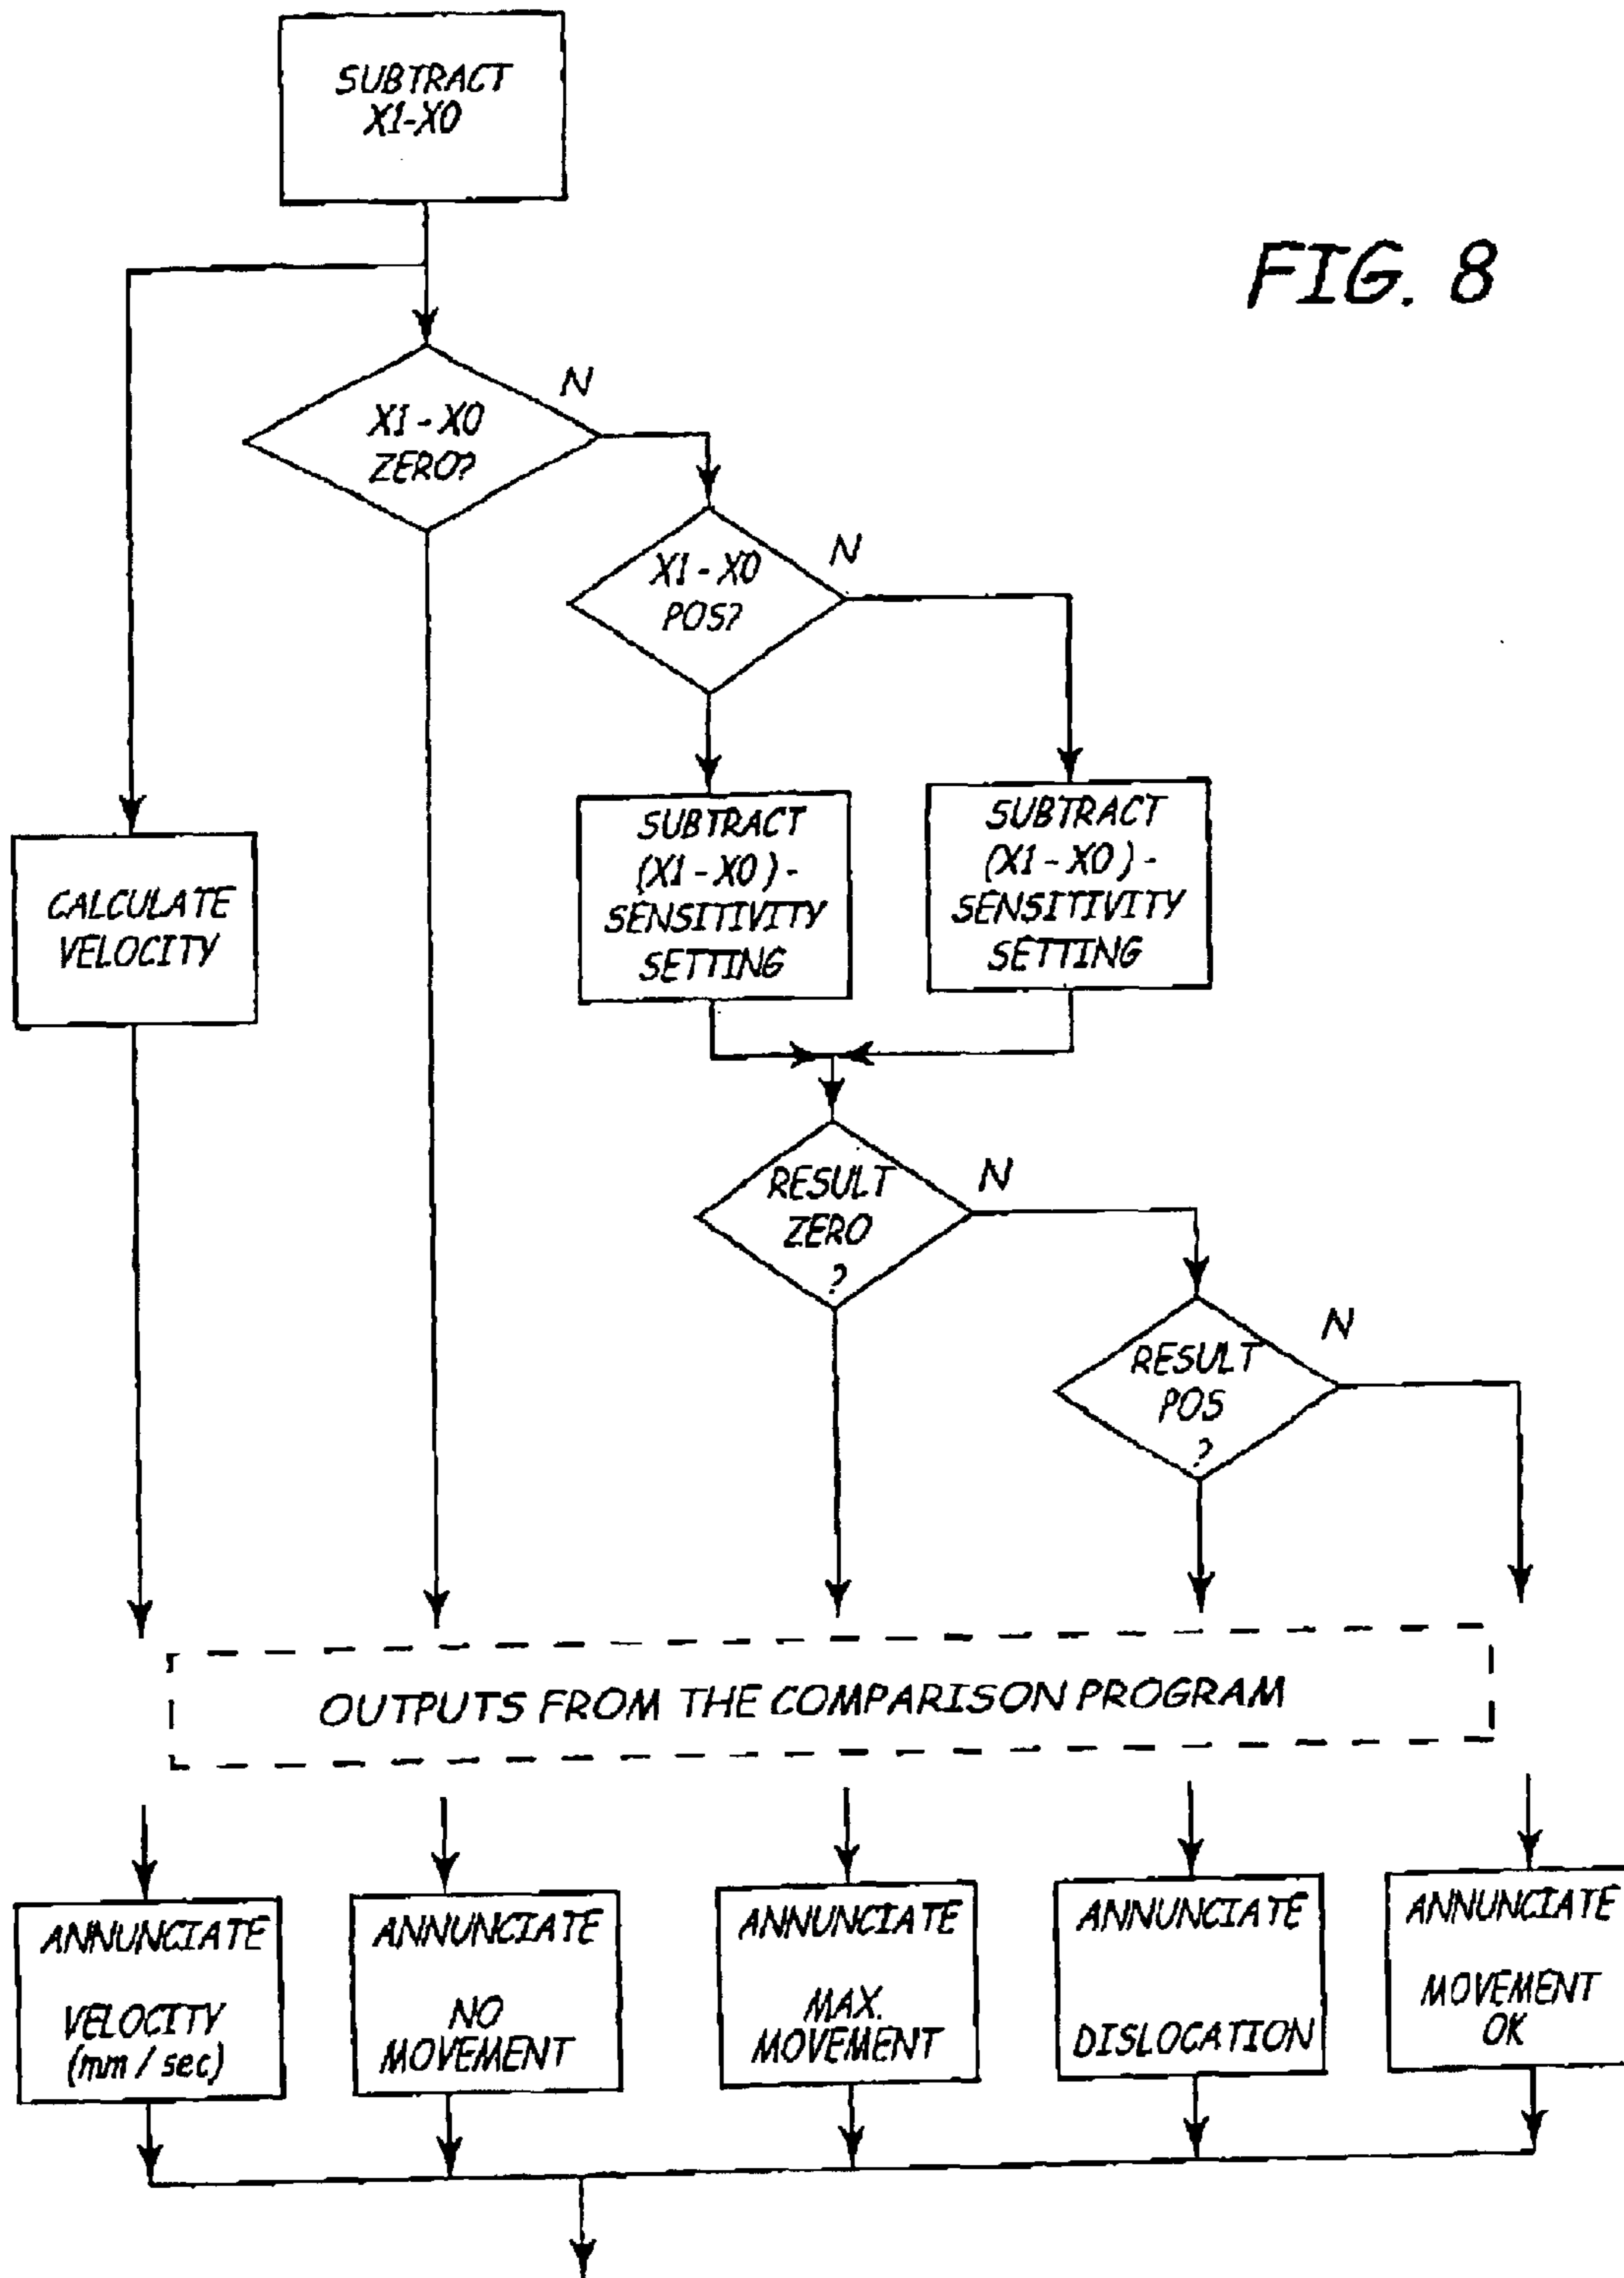 SUBTRACT
X1-X0
FIG. 8
N
X1 - X0
ZERO?
N
X1 - X0
POS?
SUBTRACT
(X1 - X0 ) -
SENSITIVITY
SETTING
SUBTRACT
(X1 - X0 ) -
SENSITIVITY
SETTING
CALCULATE
VELOCITY
N
RESULT
ZERO
?
N
RESULT
POS
?
OUTPUTS FROM THE COMPARISON PROGRAM
ANNUNCIATE
VELOCITY
(mm / sec)
ANNUNCIATE
NO
MOVEMENT
ANNUNCIATE
MAX.
MOVEMENT
ANNUNCIATE
DISLOCATION
ANNUNCIATE
MOVEMENT
OK